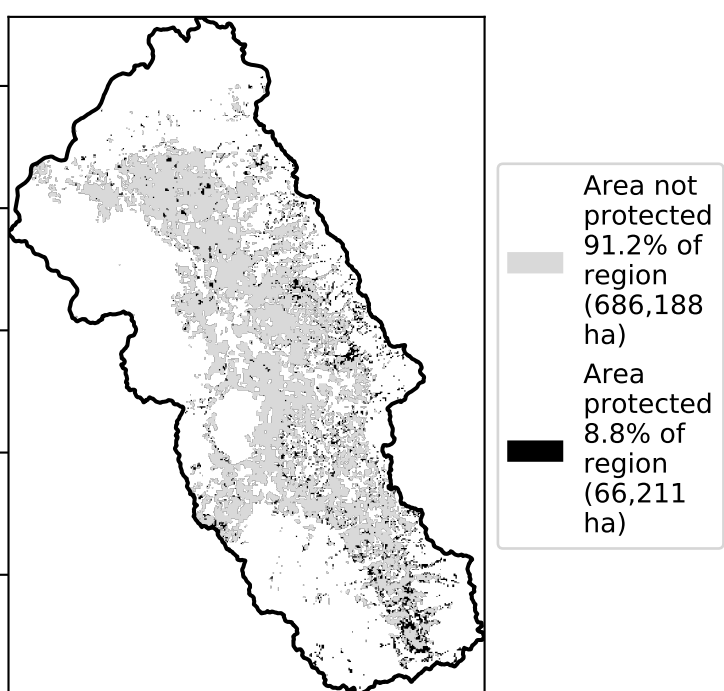 Area not
protected
91.2% of
region
(686,188
ha)
Area
protected
8.8% of
region
(66,211
ha)